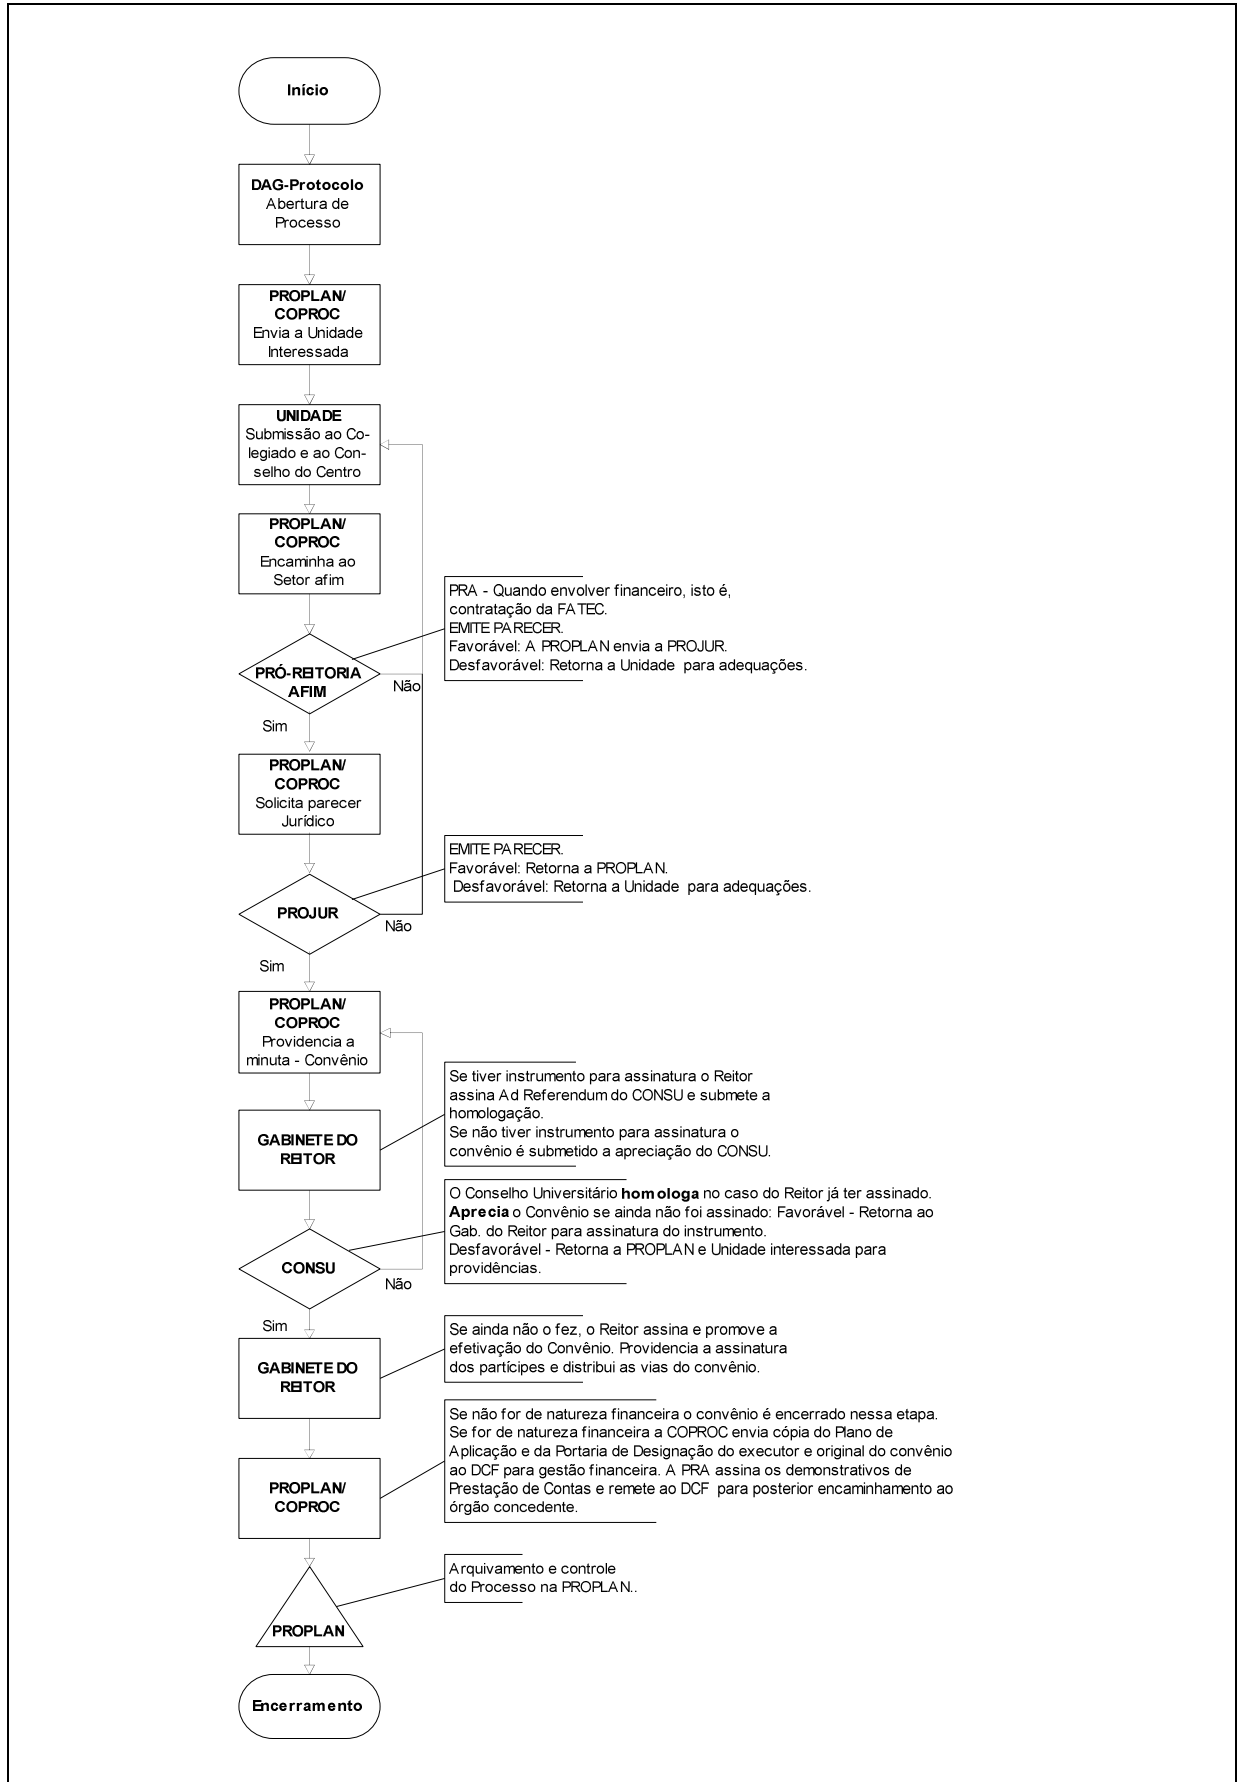 Início
DAG-Protocolo
Abertura de
Processo
PROPLAN/
COPROC
Envia a Unidade
Interessada
UNIDADE
Submissão ao Co-
legiado e ao Con-
selho do Centro
PROPLAN/
COPROC
Encaminha ao
Setor afim
PRA - Quando envolver financeiro, isto é,
contratação da FATEC.
EMITE PARECER.
Favorável: A PROPLAN envia a PROJUR.
Desfavorável: Retorna a Unidade para adequações.
PRÓ-REITORIA
AFIM
Não
Sim
PROPLAN/
COPROC
Solicita parecer
Jurídico
EMITE PARECER.
Favorável: Retorna a PROPLAN.
Desfavorável: Retorna a Unidade para adequações.
PROJUR
Não
Sim
PROPLAN/
COPROC
Providencia a
minuta - Convênio
Se tiver instrumento para assinatura o Reitor
assina Ad Referendum do CONSU e submete a
homologação.
Se não tiver instrumento para assinatura o
convênio é submetido a apreciação do CONSU.
GABINETE DO
REITOR
O Conselho Universitário homologa no caso do Reitor já ter assinado.
Aprecia o Convênio se ainda não foi assinado: Favorável - Retorna ao
Gab. do Reitor para assinatura do instrumento.
Desfavorável - Retorna a PROPLAN e Unidade interessada para
providências.
CONSU
Não
Sim
Se ainda não o fez, o Reitor assina e promove a
efetivação do Convênio. Providencia a assinatura
dos partícipes e distribui as vias do convênio.
GABINETE DO
REITOR
Se não for de natureza financeira o convênio é encerrado nessa etapa.
Se for de natureza financeira a COPROC envia cópia do Plano de
Aplicação e da Portaria de Designação do executor e original do convênio
ao DCF para gestão financeira. A PRA assina os demonstrativos de
Prestação de Contas e remete ao DCF para posterior encaminhamento ao
órgão concedente.
PROPLAN/
COPROC
Arquivamento e controle
do Processo na PROPLAN..
PROPLAN
Encerramento